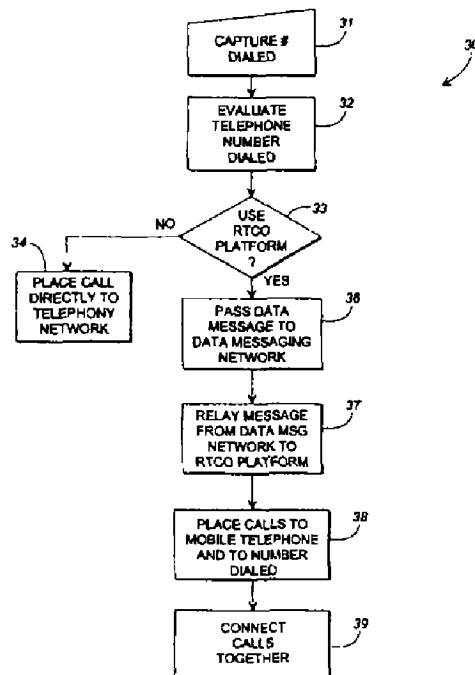 CAPTURE #
DIALED
31
30
EVALUATE
TELEPHONE
NUMBER
DIALED
32
USE
RTCO
PLATFORM
?
33
NO
YES
34
PLACE CALL
DIRECTLY TO
TELEPHONY
NETWORK
PASS DATA
MESSAGE TO
DATA MESSAGING
NETWORK
36
RELAY MESSAGE
FROM DATA MSG
NETWORK TO
RTCO PLATFORM
37
PLACE CALLS TO
MOBILE TELEPHONE
AND TO NUMBER
DIALED
38
CONNECT
CALLS
TOGETHER
39